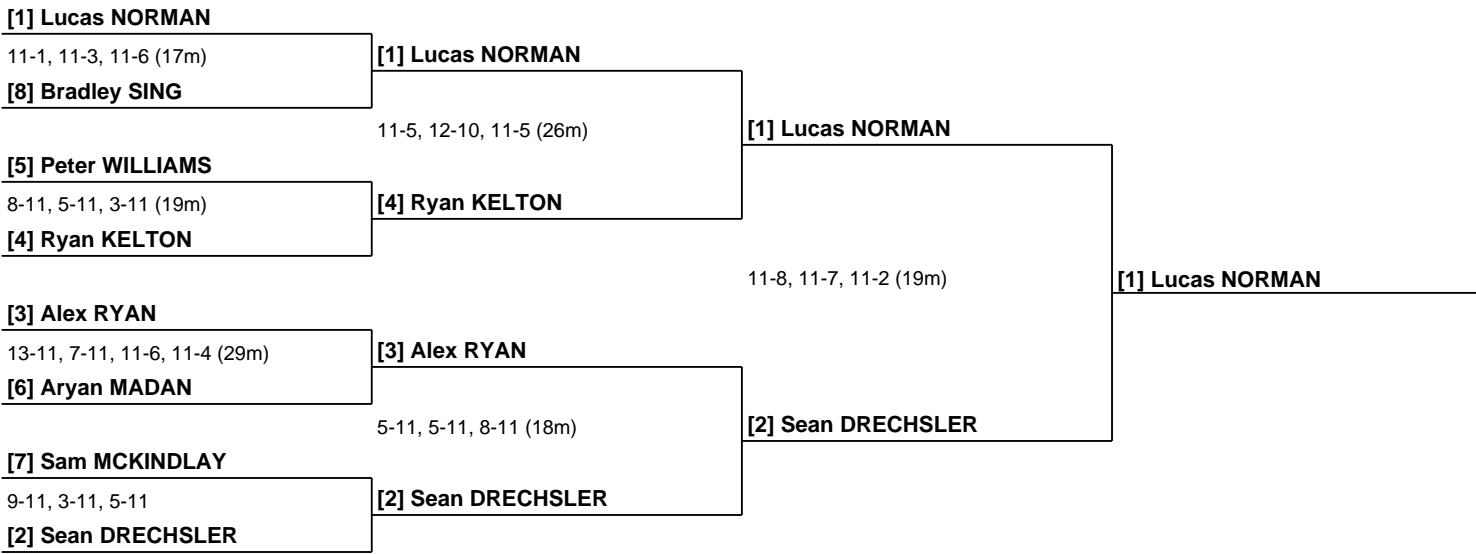 [1] Lucas NORMAN
11-1, 11-3, 11-6 (17m)
[8] Bradley SING
[5] Peter WILLIAMS
8-11, 5-11, 3-11 (19m)
[4] Ryan KELTON
[3] Alex RYAN
13-11, 7-11, 11-6, 11-4 (29m)
[6] Aryan MADAN
[7] Sam MCKINDLAY
9-11, 3-11, 5-11
[2] Sean DRECHSLER
[1] Lucas NORMAN
11-5, 12-10, 11-5 (26m)
[4] Ryan KELTON
[3] Alex RYAN
5-11, 5-11, 8-11 (18m)
[2] Sean DRECHSLER
[1] Lucas NORMAN
11-8, 11-7, 11-2 (19m)
[2] Sean DRECHSLER
[1] Lucas NORMAN